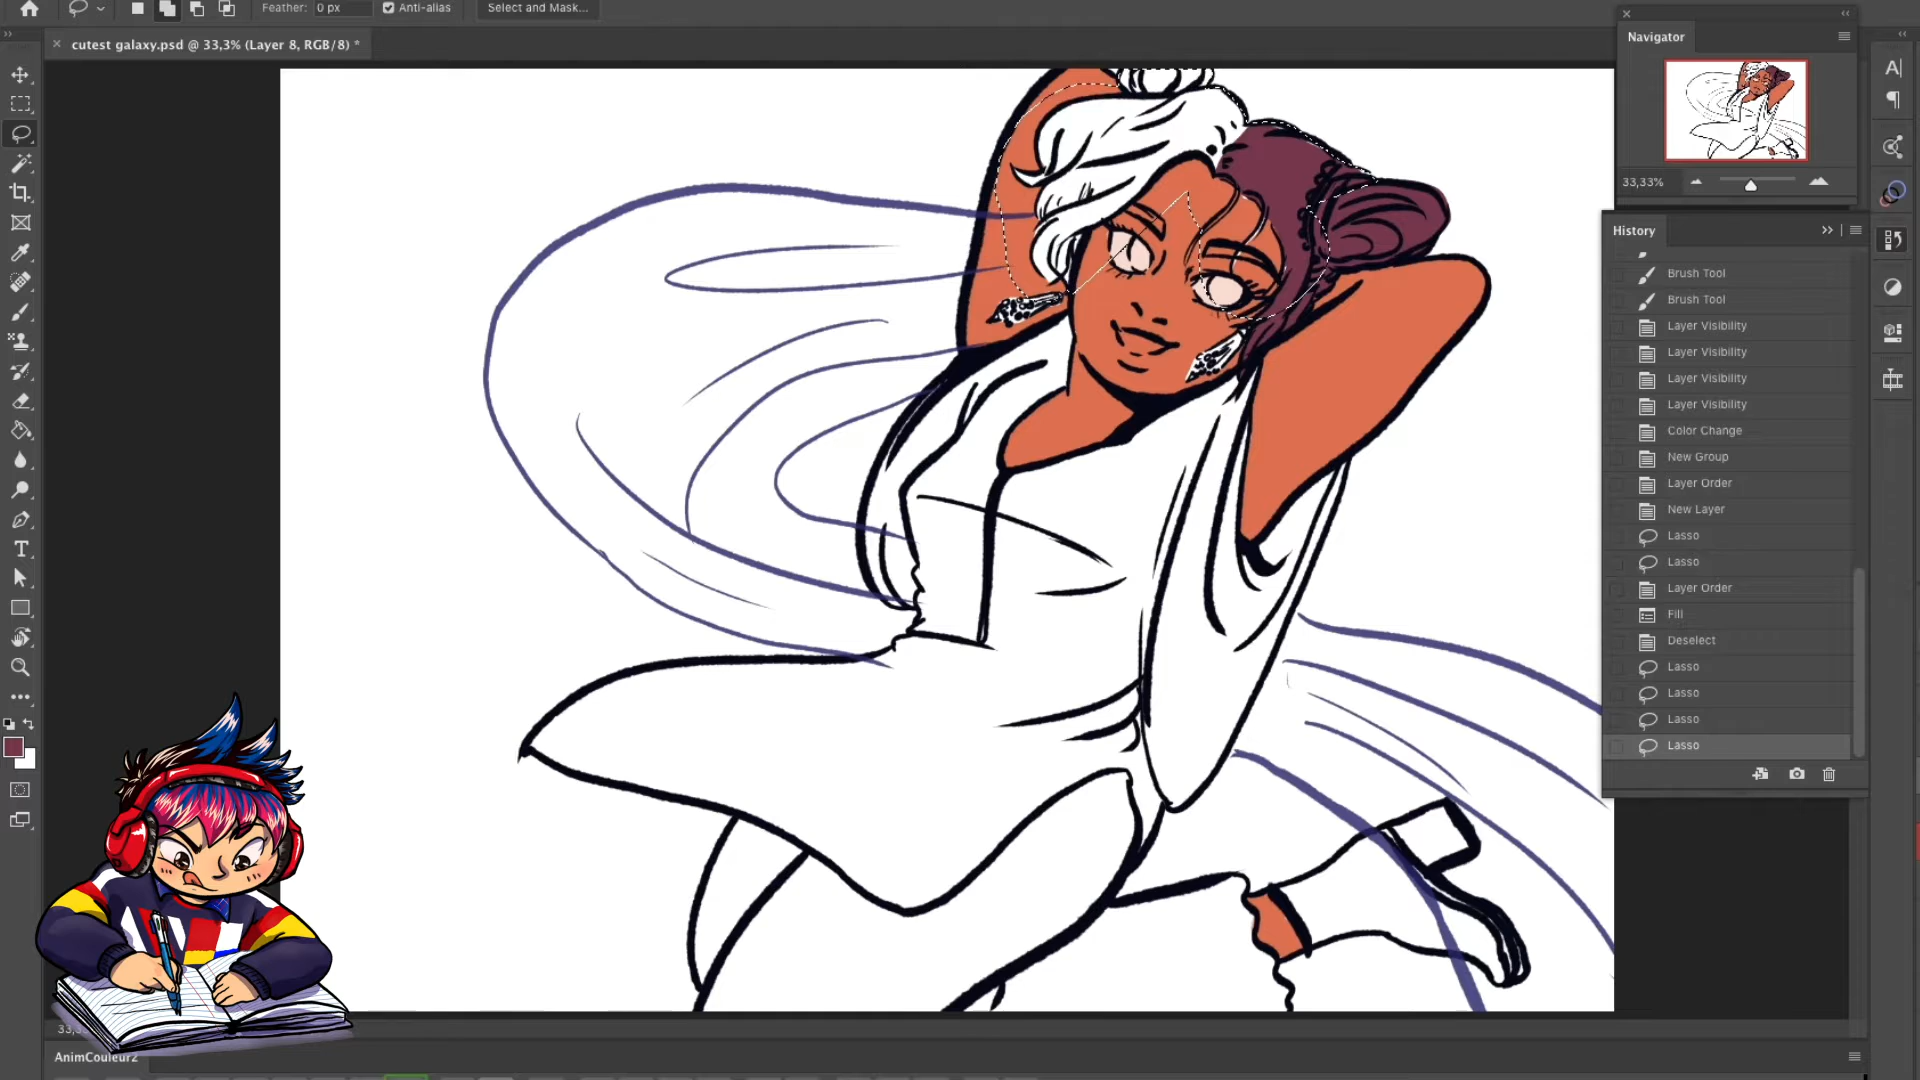 Feather: 0 px Anti-alias Select and Mask...
× cutest galaxy.psd @ 33,3% (Layer 8, RGB/8) *
Navigator
33,33%
History
Brush Tool
Brush Tool
Layer Visibility
Layer Visibility
Layer Visibility
Layer Visibility
Color Change
New Group
Layer Order
New Layer
Lasso
Lasso
Layer Order
Fill
Deselect
Lasso
Lasso
Lasso
Lasso
AnimCouleur2